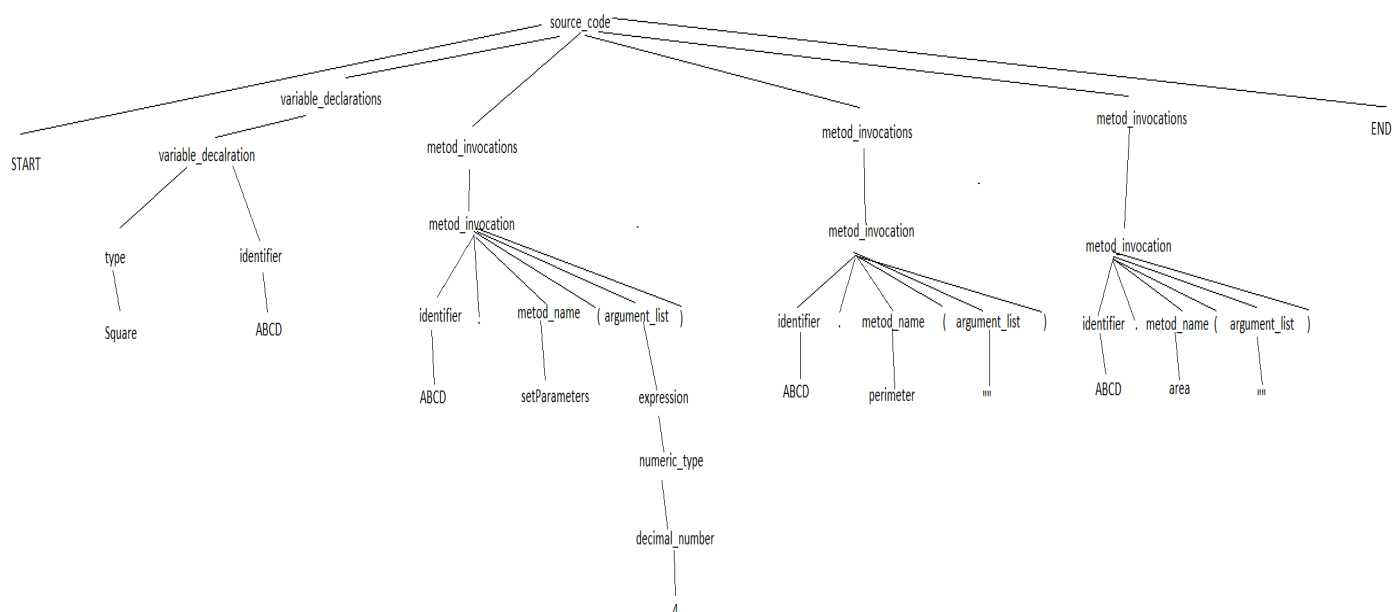 source_code
variable_declarations
metod_invocations
END
START
variable_decalration
metod_invocations
metod_invocations
metod_invocation
metod_invocation
metod_invocation
type
identifier
identifier . metod_name ( argument_list )
identifier . metod_name ( argument_list )
identifier . metod_name ( argument_list )
Square
ABCD
ABCD setParameters expression
ABCD perimeter ""
ABCD area ""
numeric_type
decimal_number
4